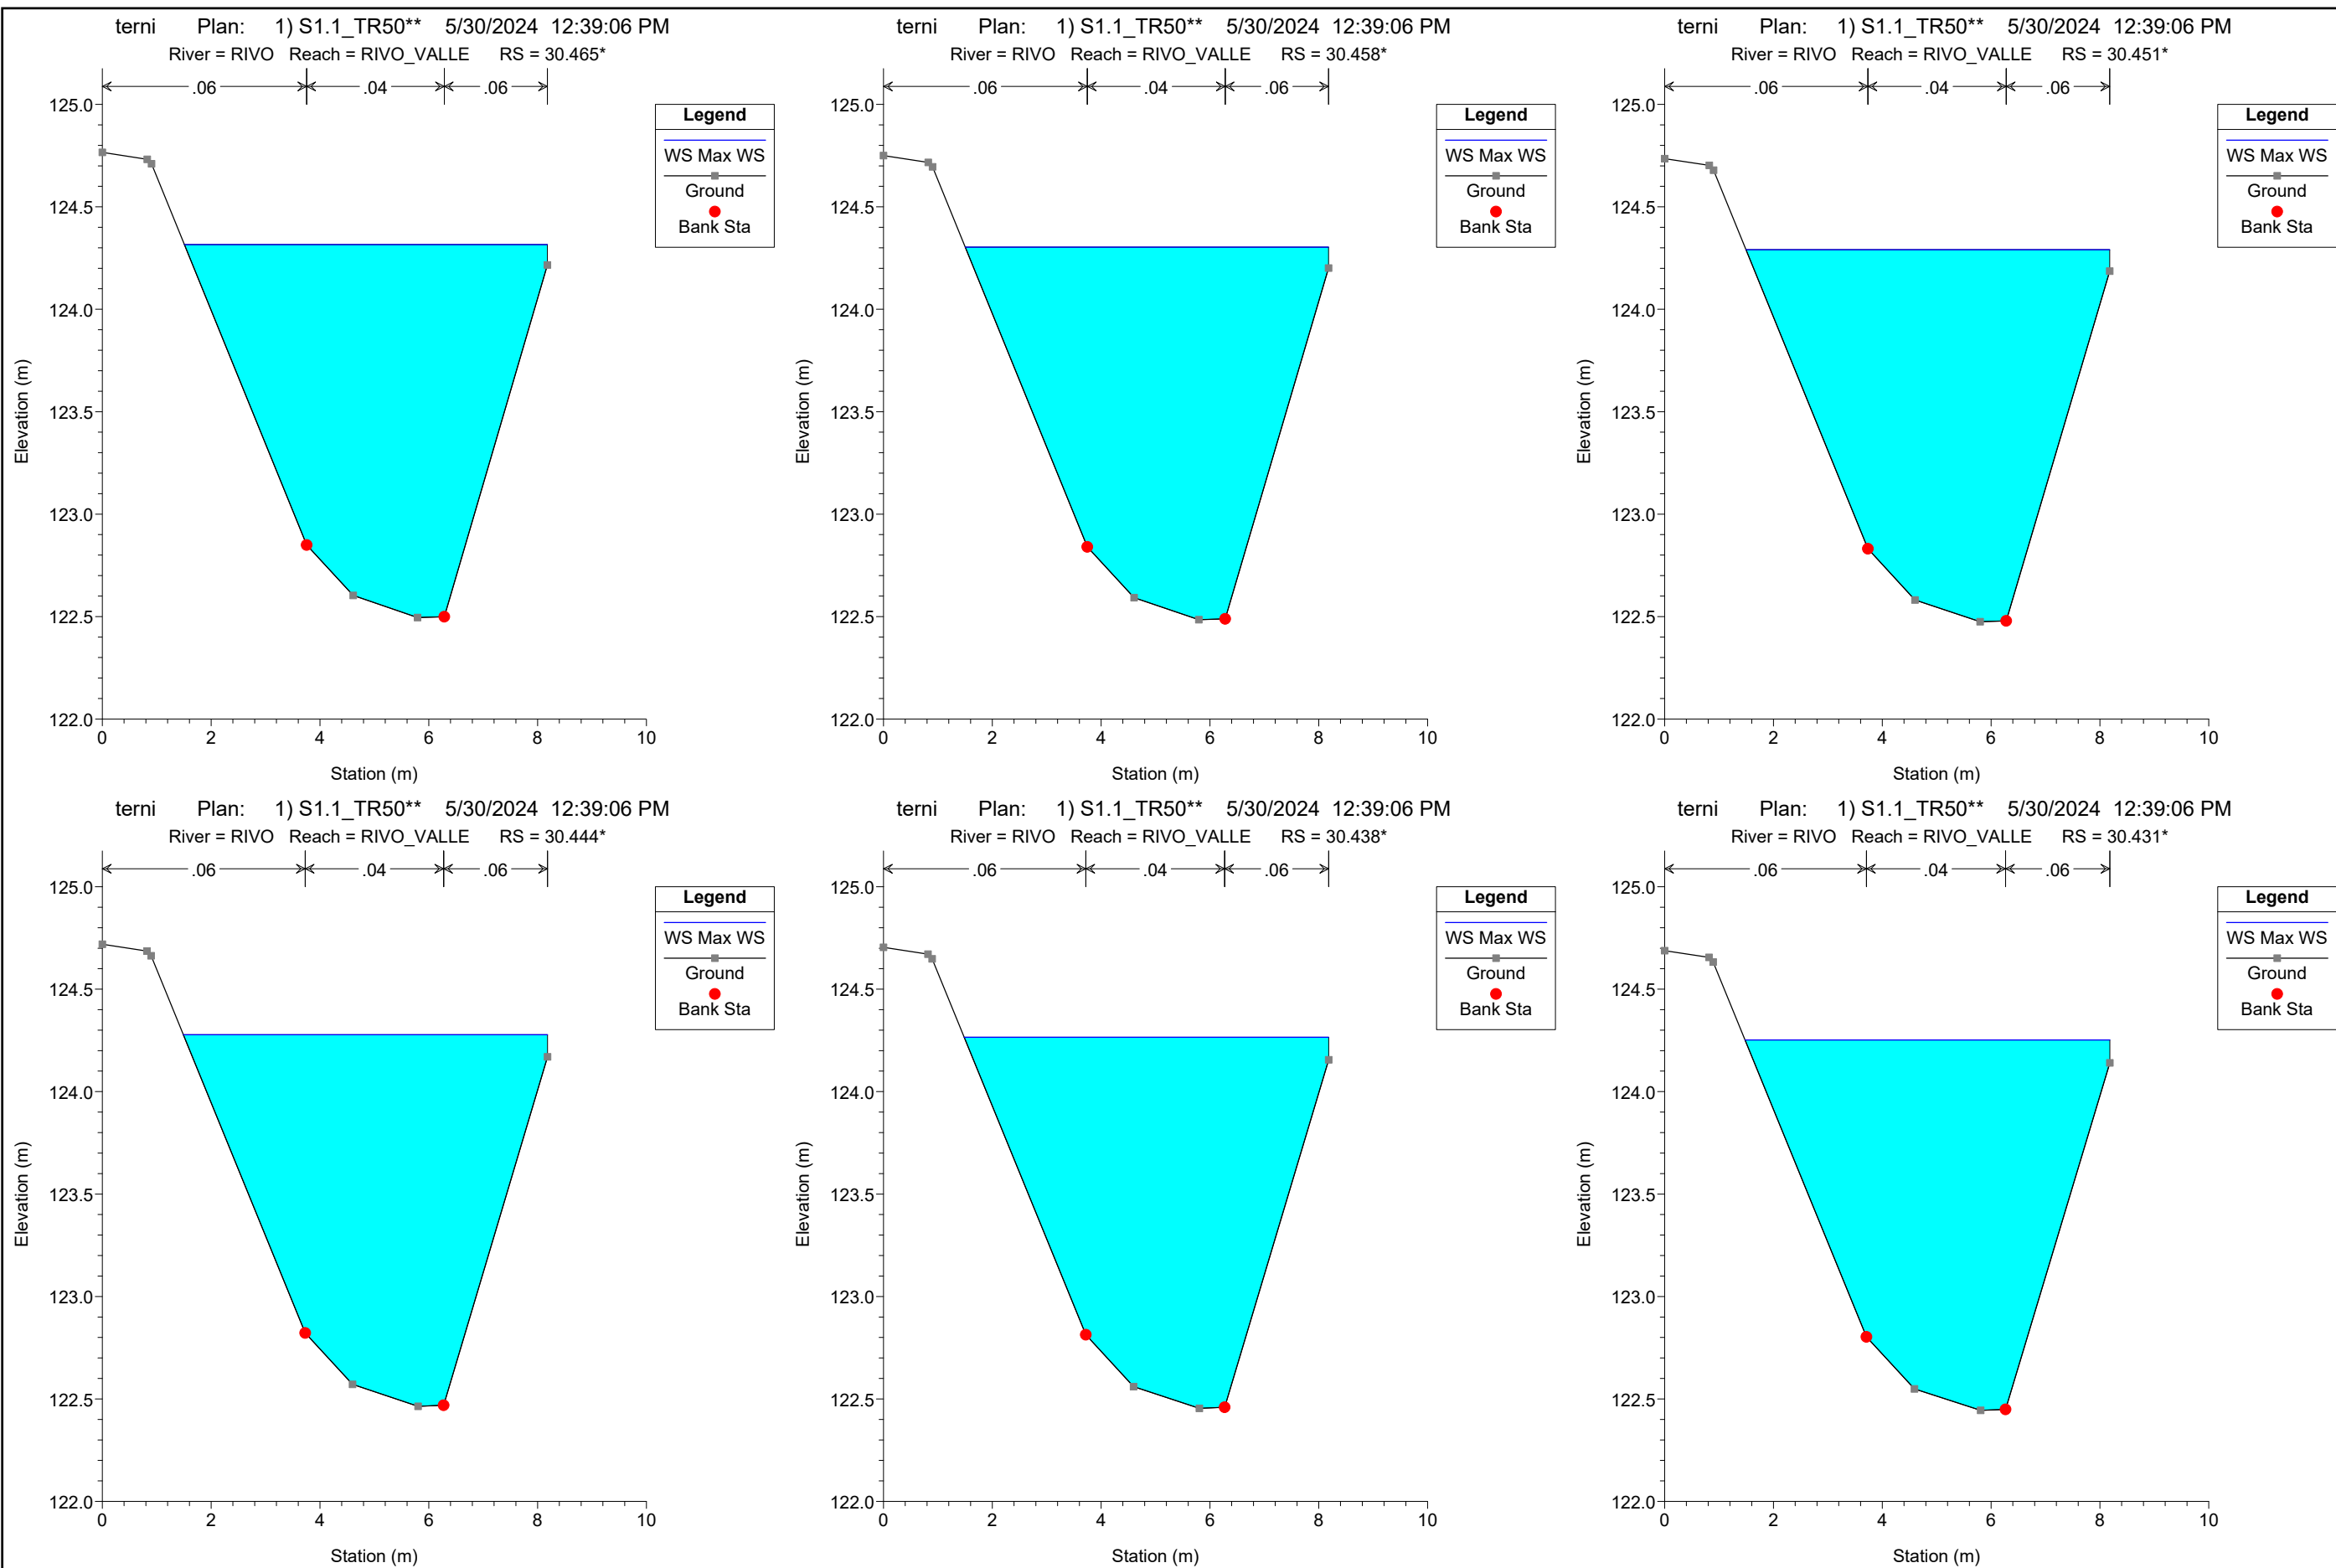 terni Plan: 1) S1.1_TR50** 5/30/2024 12:39:06 PM
River = RIVO Reach = RIVO_VALLE RS = 30.465*
.06 .04 .06
125.0
124.5
124.0
123.5
123.0
122.5
122.0
Elevation (m)
0 2 4 6 8 10
Station (m)
Legend
WS Max WS
Ground
Bank Sta
terni Plan: 1) S1.1_TR50** 5/30/2024 12:39:06 PM
River = RIVO Reach = RIVO_VALLE RS = 30.458*
.06 .04 .06
125.0
124.5
124.0
123.5
123.0
122.5
122.0
Elevation (m)
0 2 4 6 8 10
Station (m)
Legend
WS Max WS
Ground
Bank Sta
terni Plan: 1) S1.1_TR50** 5/30/2024 12:39:06 PM
River = RIVO Reach = RIVO_VALLE RS = 30.451*
.06 .04 .06
125.0
124.5
124.0
123.5
123.0
122.5
122.0
Elevation (m)
0 2 4 6 8 10
Station (m)
Legend
WS Max WS
Ground
Bank Sta
terni Plan: 1) S1.1_TR50** 5/30/2024 12:39:06 PM
River = RIVO Reach = RIVO_VALLE RS = 30.444*
.06 .04 .06
125.0
124.5
124.0
123.5
123.0
122.5
122.0
Elevation (m)
0 2 4 6 8 10
Station (m)
Legend
WS Max WS
Ground
Bank Sta
terni Plan: 1) S1.1_TR50** 5/30/2024 12:39:06 PM
River = RIVO Reach = RIVO_VALLE RS = 30.438*
.06 .04 .06
125.0
124.5
124.0
123.5
123.0
122.5
122.0
Elevation (m)
0 2 4 6 8 10
Station (m)
Legend
WS Max WS
Ground
Bank Sta
terni Plan: 1) S1.1_TR50** 5/30/2024 12:39:06 PM
River = RIVO Reach = RIVO_VALLE RS = 30.431*
.06 .04 .06
125.0
124.5
124.0
123.5
123.0
122.5
122.0
Elevation (m)
0 2 4 6 8 10
Station (m)
Legend
WS Max WS
Ground
Bank Sta